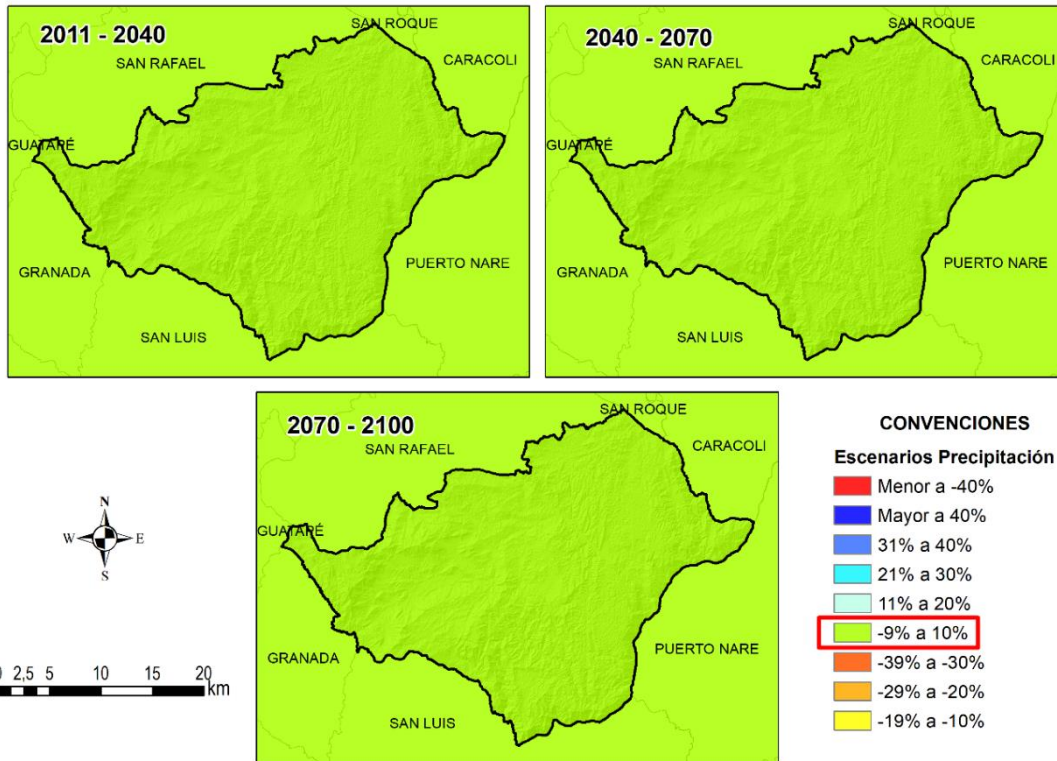 2011 - 2040
SAN ROQUE
SAN RAFAEL
CARACOLI
GUATAPÉ
GRANADA
PUERTO NARE
SAN LUIS
2040 - 2070
SAN ROQUE
SAN RAFAEL
CARACOLI
GUATAPÉ
GRANADA
PUERTO NARE
SAN LUIS
2070 - 2100
SAN ROQUE
SAN RAFAEL
CARACOLI
GUATAPÉ
GRANADA
PUERTO NARE
SAN LUIS
N
W E
S
0 2,5 5 10 15 20
km
CONVENCIONES
Escenarios Precipitación
Menor a -40%
Mayor a 40%
31% a 40%
21% a 30%
11% a 20%
-9% a 10%
-39% a -30%
-29% a -20%
-19% a -10%